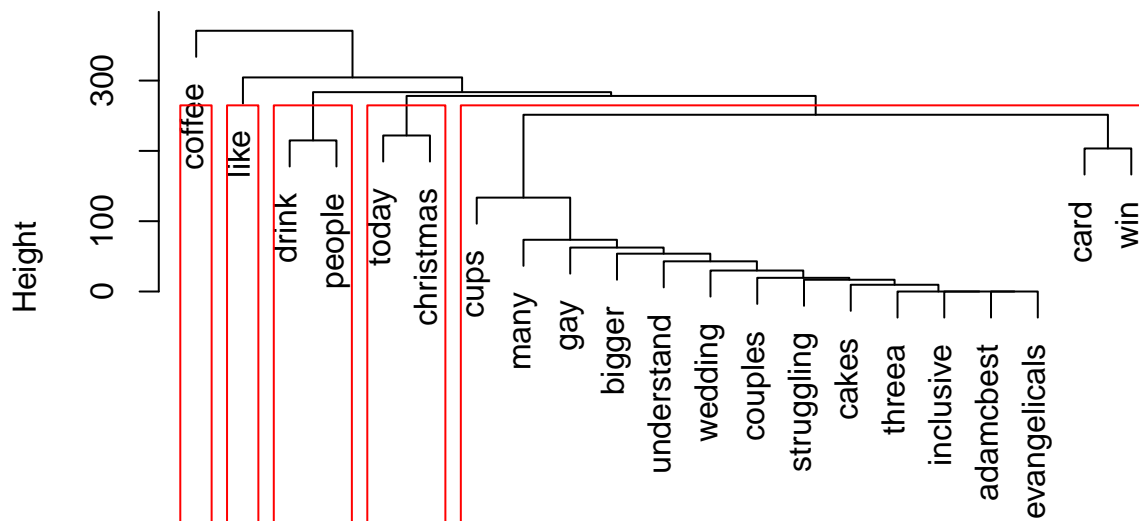 Height
0
100
300
coffee
like
drink
people
today
christmas
cups
many
gay
bigger
understand
wedding
couples
struggling
cakes
threea
inclusive
adamcbest
evangelicals
card
win